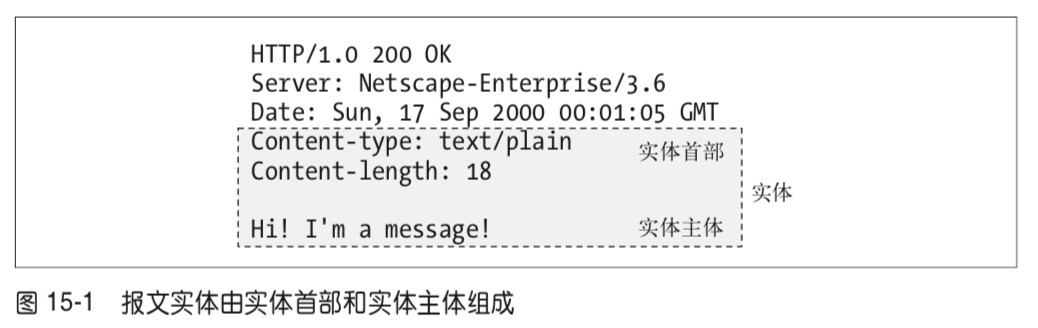 HTTP/1.0 200 OK
Server: Netscape-Enterprise/3.6
Date: Sun, 17 Sep 2000 00:01:05 GMT
Content-type: text/plain
实体首部
Content-length: 18
实体
Hi! I'm a message!
实体主体
图 15-1 报文实体由实体首部和实体主体组成